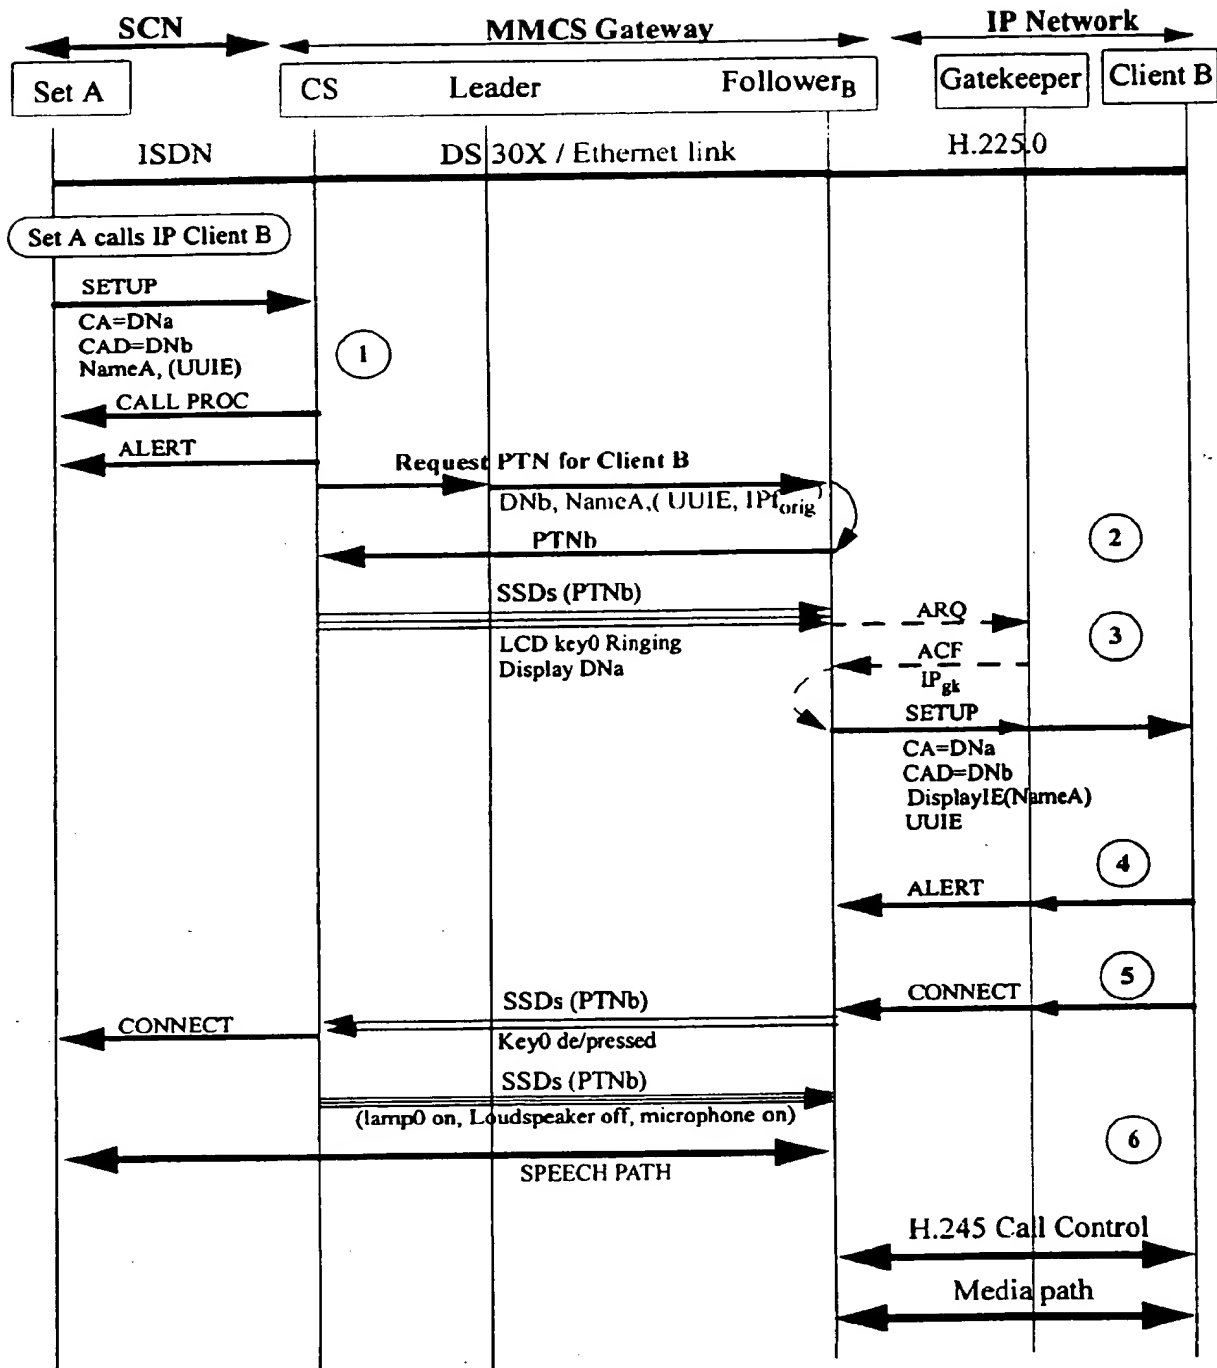 SCN MMCS Gateway IP Network
Set A CS Leader FollowerB Gatekeeper Client B
ISDN DS 30X / Ethernet link H.225.0
Set A calls IP Client B
SETUP
CA=DNa
CAD=DNb
NameA, (UUIE)
1
CALL PROC
ALERT
Request PTN for Client B
DNb, NameA,( UUIE, IPforig)
PTNb
2
SSDs (PTNb)
LCD key0 Ringing
Display DNa
ARQ
3
ACF
IPgk
SETUP
CA=DNa
CAD=DNb
DisplayIE(NameA)
UUIE
4
ALERT
5
CONNECT
SSDs (PTNb)
CONNECT
Key0 de/pressed
SSDs (PTNb)
(lamp0 on, Loudspeaker off, microphone on)
6
SPEECH PATH
H.245 Call Control
Media path